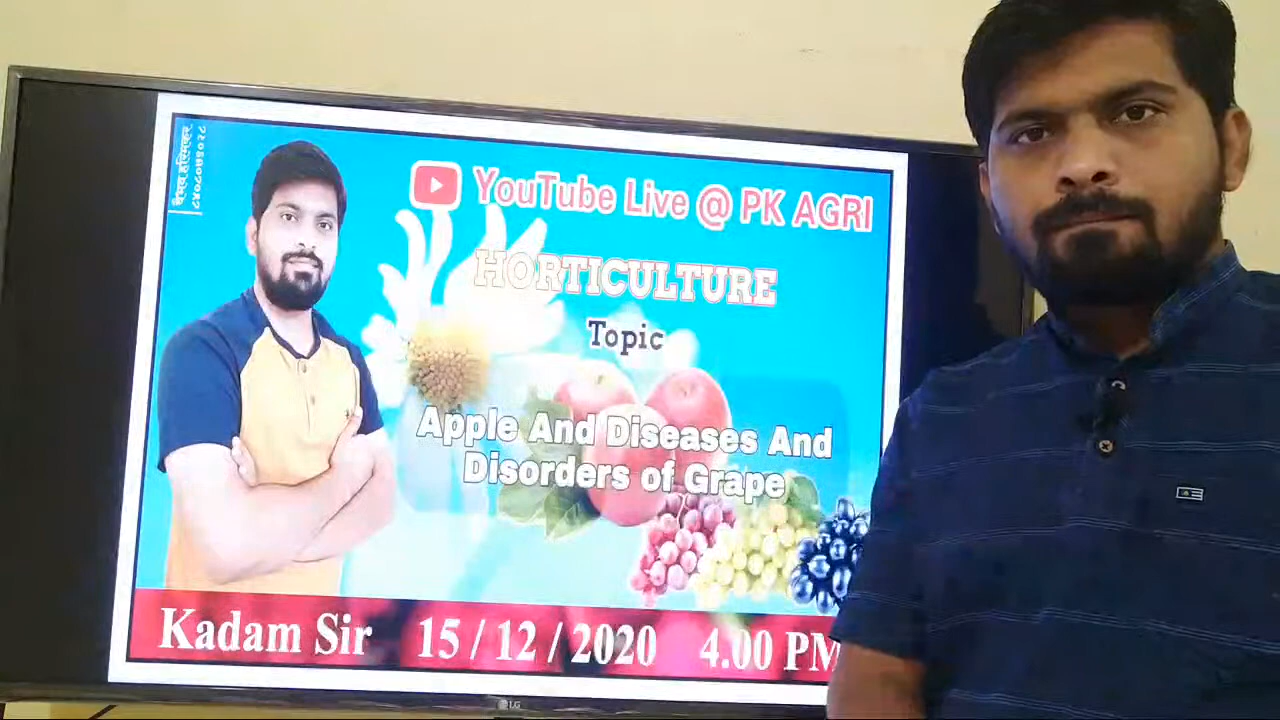 YouTube Live @ PK AGRI
HORTICULTURE
Topic
Apple And Diseases And
Disorders of Grape
Kadam Sir 15 / 12 / 2020 4.00 PM
LG